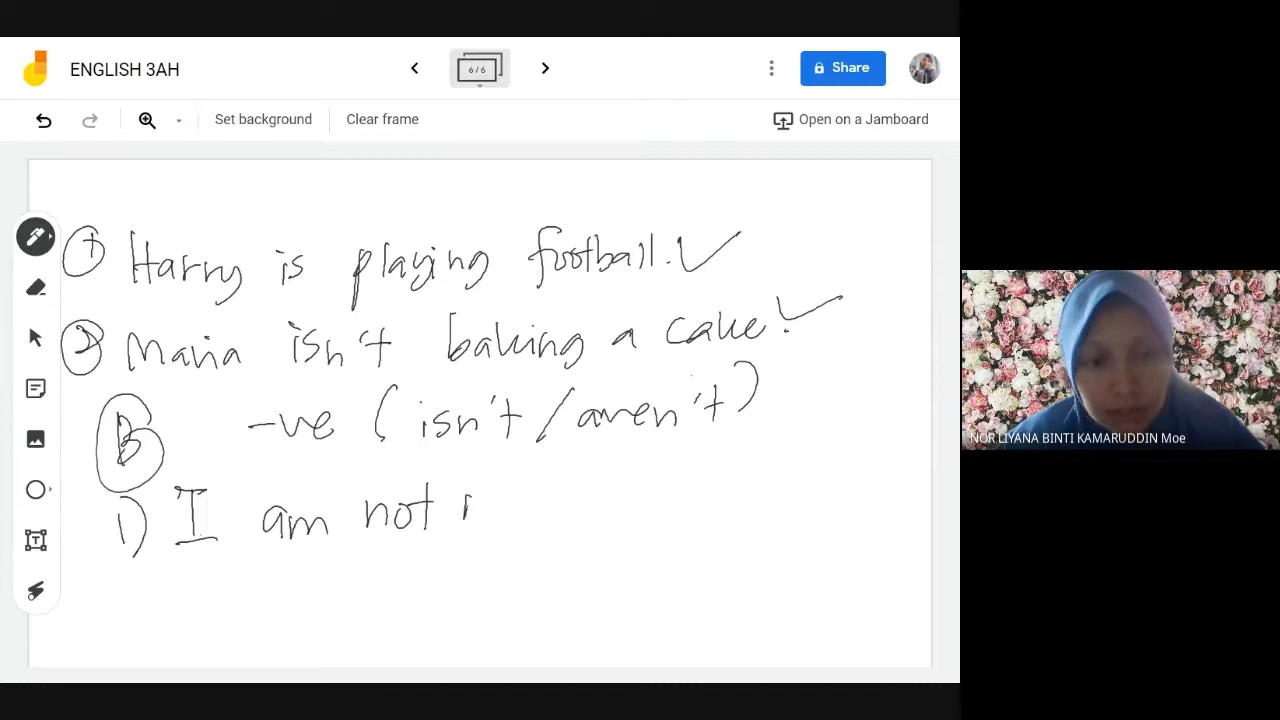 ENGLISH 3AH
6/6
Share
Set background
Clear frame
Open on a Jamboard
1 Harry is playing football.
2 Maria isn't baking a cake.
B -ve (isn't/aren't)
1) I am not
T
NOR LIYANA BINTI KAMARUDDIN Moe